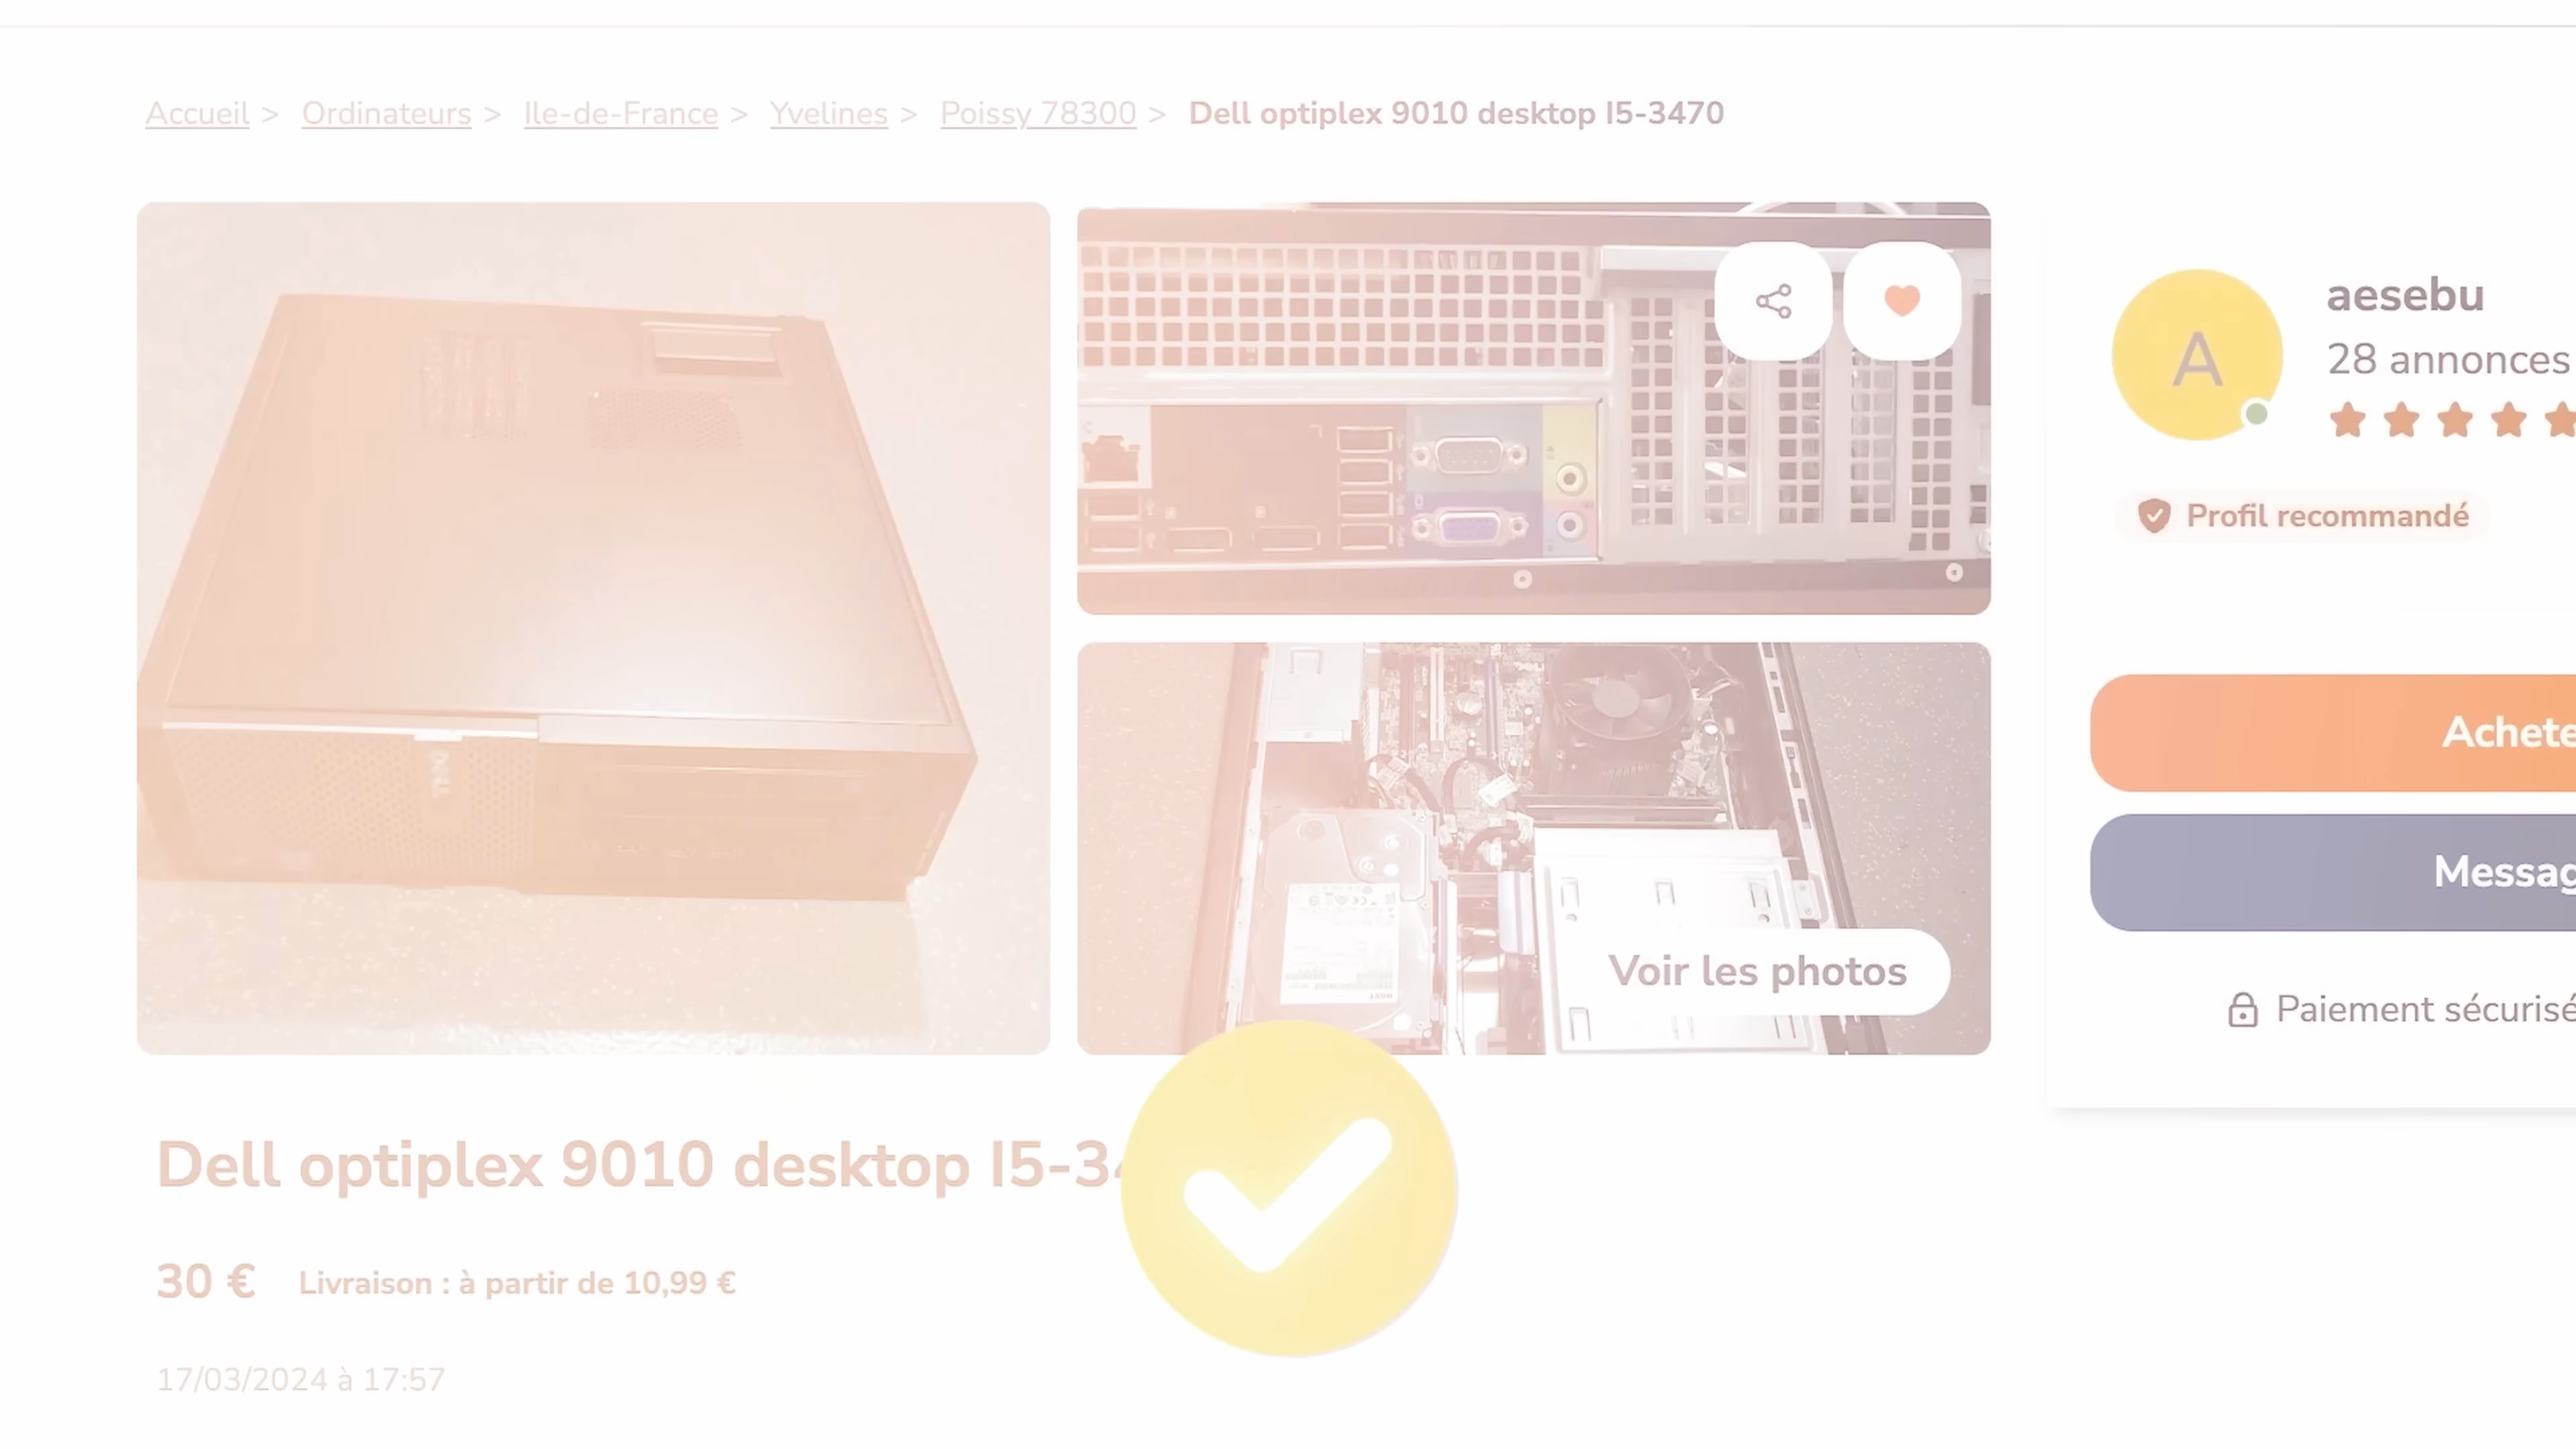 Accueil > Ordinateurs > Ile-de-France > Yvelines > Poissy 78300 > Dell optiplex 9010 desktop I5-3470
DELL
A
aesebu
28 annonces
Profil recommandé
Achete
Messag
Voir les photos
Paiement sécurisé
Dell optiplex 9010 desktop I5-34
30 €
Livraison : à partir de 10,99 €
17/03/2024 à 17:57